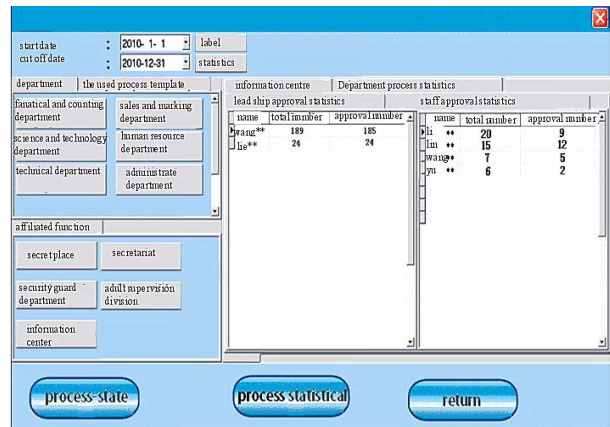 start date : 2010- 1- 1 label
cut off date : 2010-12-31 statistics
department the used process template
information centre Department process statistics
fanatical and counting department
sales and marking department
science and technology department
human resource department
technical department
administrate department
lead ship approval statistics
name total number approval number
wang** 189 185
lie** 24 24
staff approval statistics
name total number approval number
li ** 20 9
lin ** 15 12
wang** 7 5
yu ** 6 2
affiliated function
secret place
secretariat
security guard department
adult supervision division
information center
process-state
process statistical
return